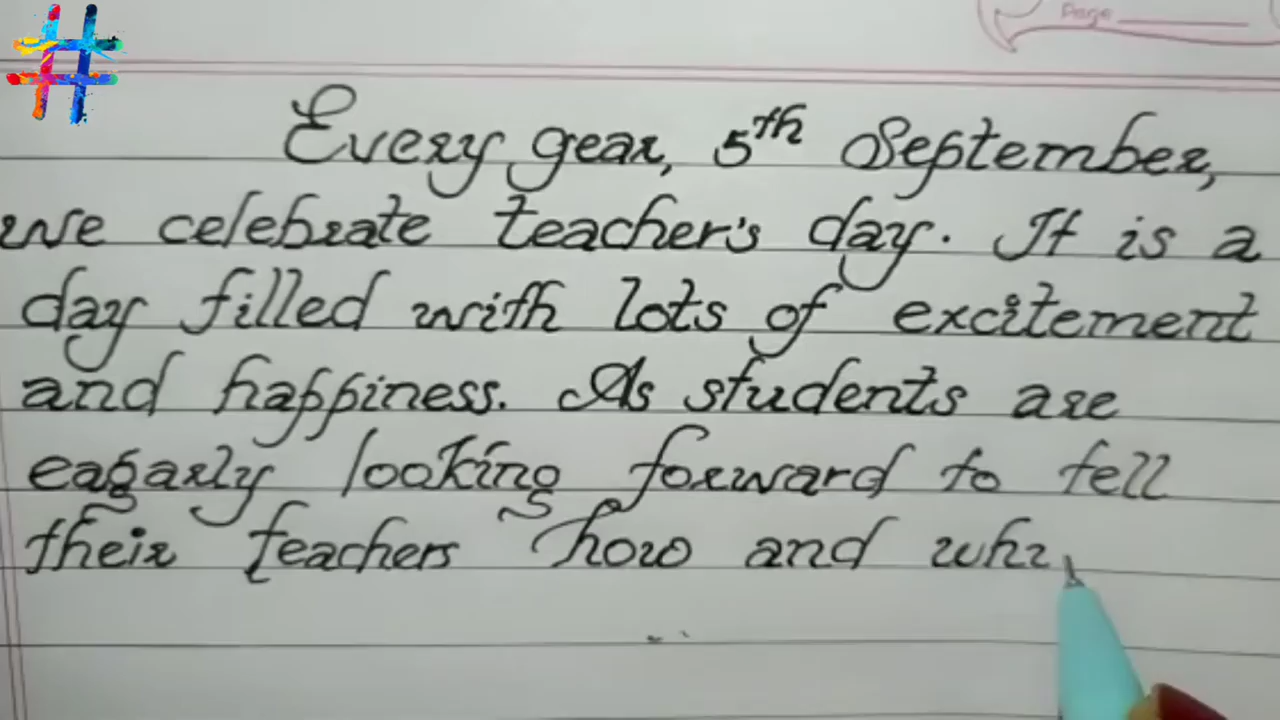 Page
Every year, 5th September,
we celebrate teacher's day. It is a
day filled with lots of excitement
and happiness. As students are
eagarly looking forward to tell
their teachers how and